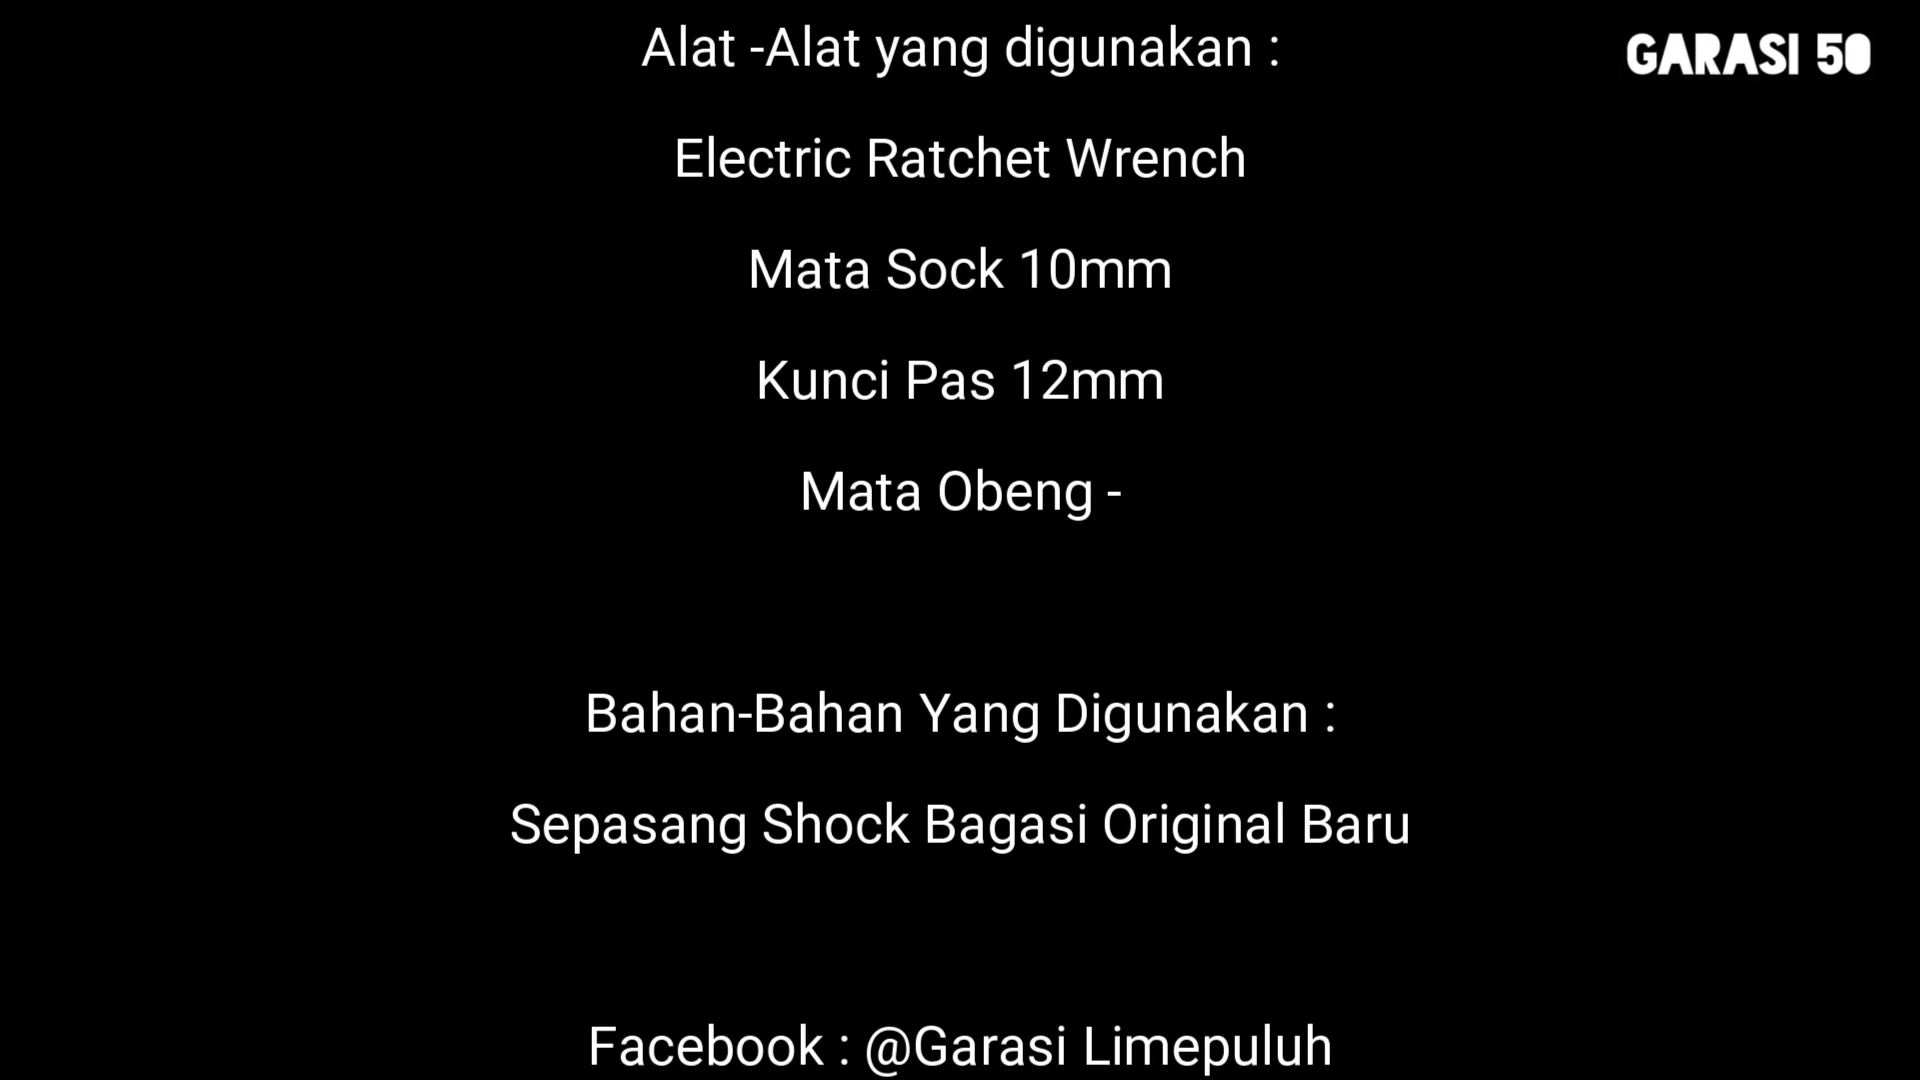 Alat -Alat yang digunakan :
GARASI 50
Electric Ratchet Wrench
Mata Sock 10mm
Kunci Pas 12mm
Mata Obeng -
Bahan-Bahan Yang Digunakan :
Sepasang Shock Bagasi Original Baru
Facebook : @Garasi Limepuluh